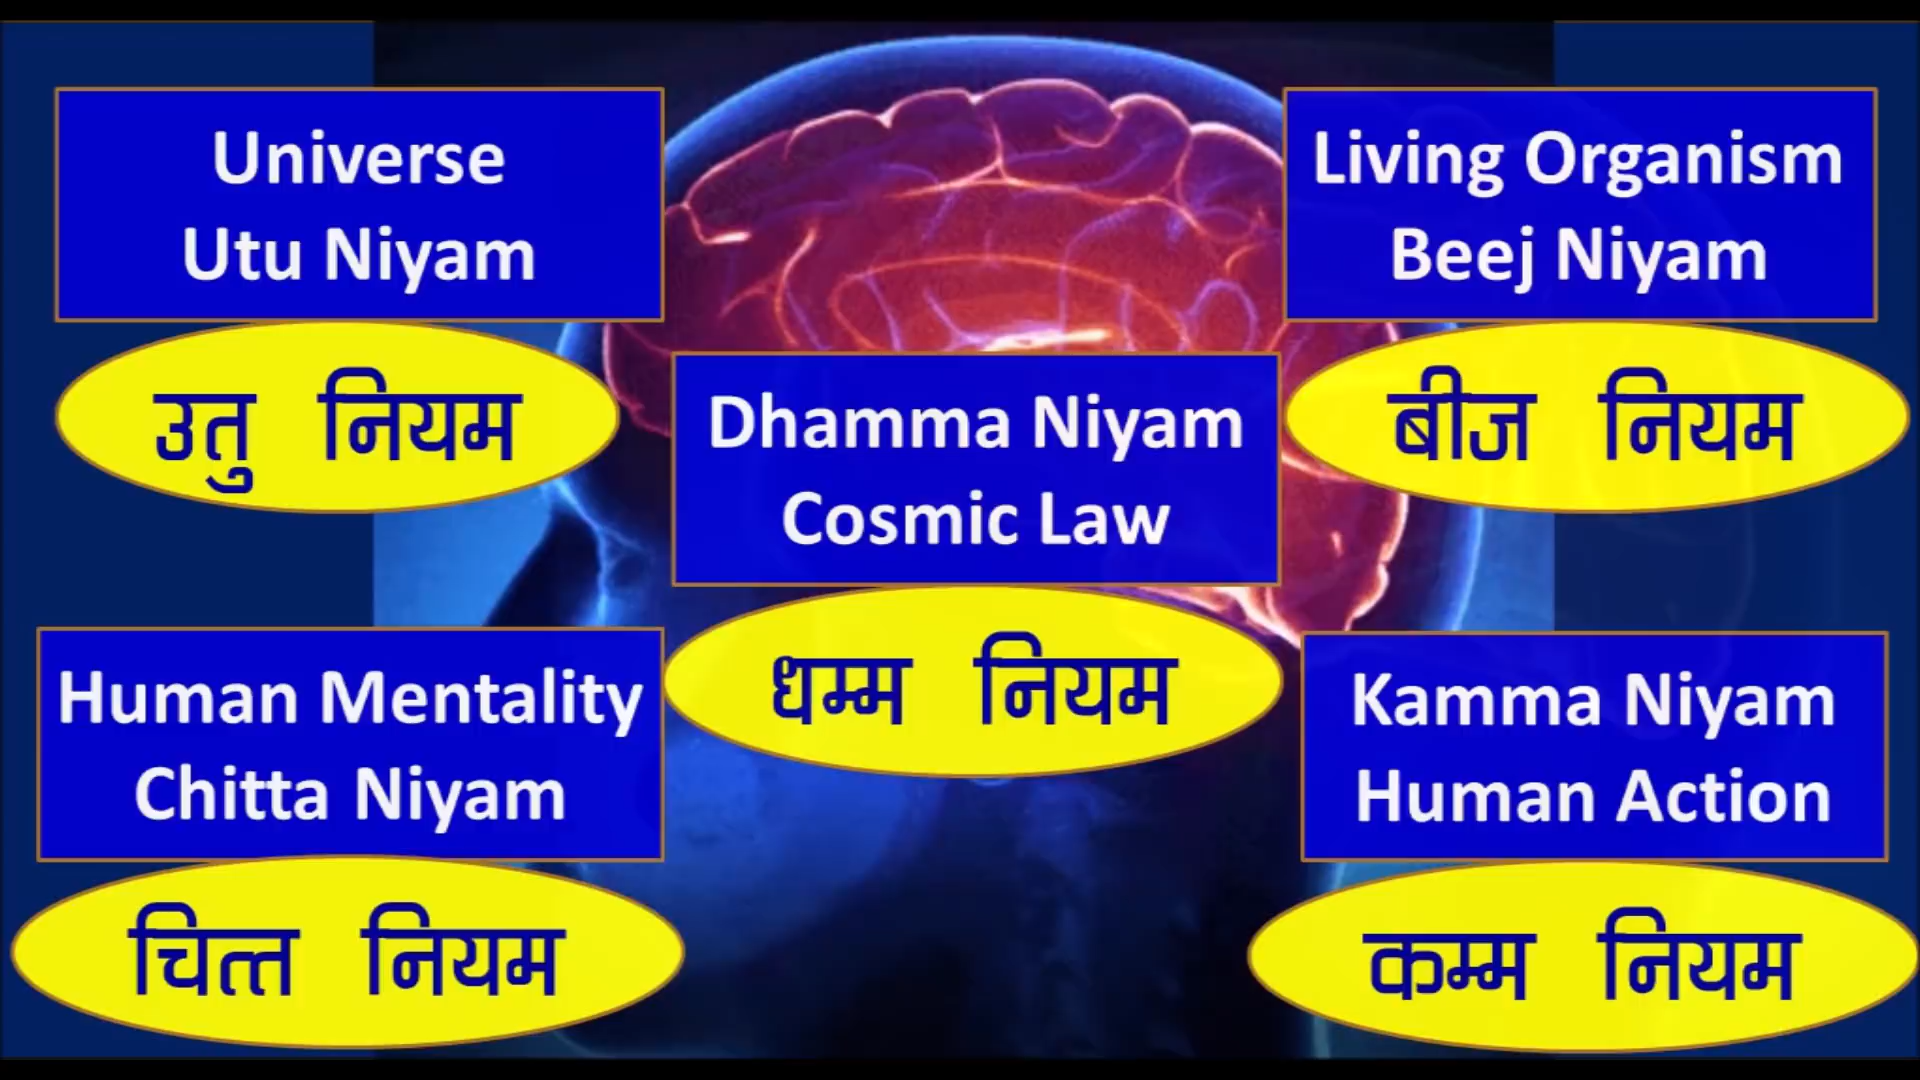 Universe
Utu Niyam
उतु नियम
Living Organism
Beej Niyam
बीज नियम
Dhamma Niyam
Cosmic Law
धम्म नियम
Human Mentality
Chitta Niyam
चित्त नियम
Kamma Niyam
Human Action
कम्म नियम